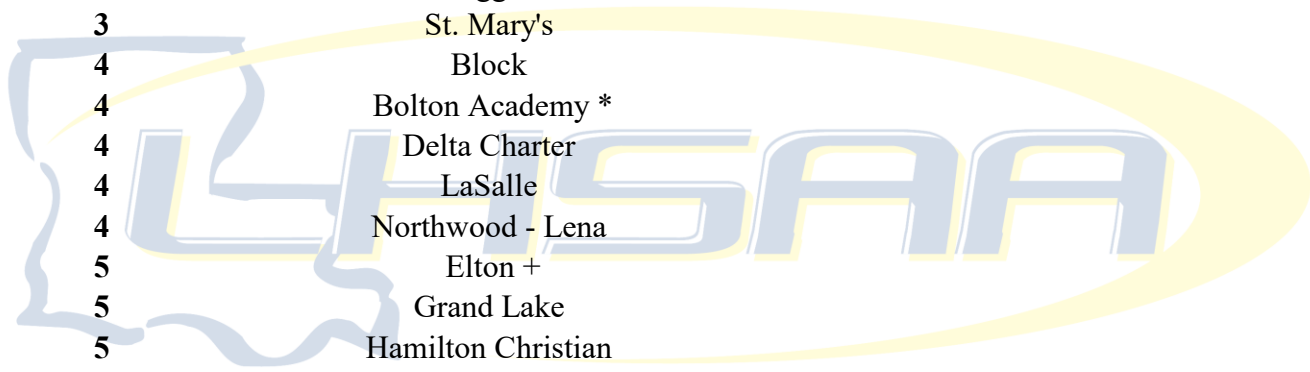 3 St. Mary's
4 Block
4 Bolton Academy *
4 Delta Charter
4 LaSalle
4 Northwood - Lena
5 Elton +
5 Grand Lake
5 Hamilton Christian
LHSAA